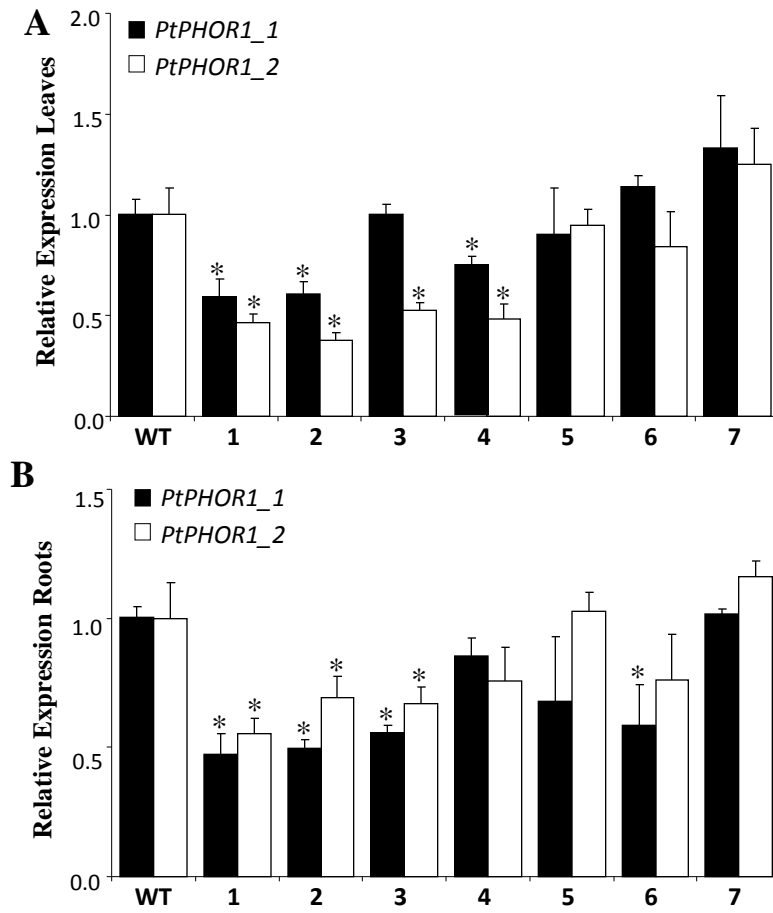 A
Relative Expression Leaves
2.0
1.5
1.0
0.5
0.0
PtPHOR1_1
PtPHOR1_2
* * * * * * *
WT 1 2 3 4 5 6 7
B
Relative Expression Roots
1.5
1.0
0.5
0.0
PtPHOR1_1
PtPHOR1_2
* * * * * * *
WT 1 2 3 4 5 6 7